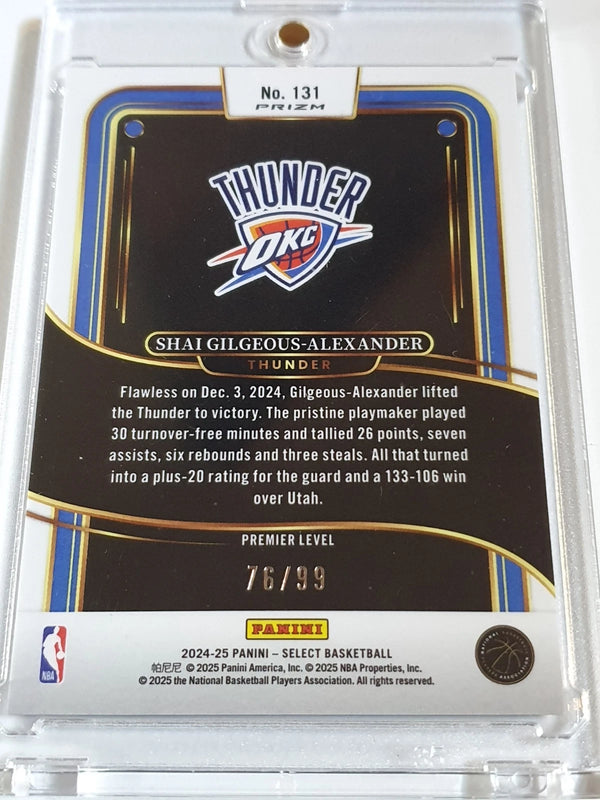 No. 131
PRIZM
THUNDER
OKC
SHAI GILGEOUS-ALEXANDER
THUNDER
Flawless on Dec. 3, 2024, Gilgeous-Alexander lifted
the Thunder to victory. The pristine playmaker played
30 turnover-free minutes and tallied 26 points, seven
assists, six rebounds and three steals. All that turned
into a plus-20 rating for the guard and a 133-106 win
over Utah.
PREMIER LEVEL
76/99
PANINI
2024-25 PANINI – SELECT BASKETBALL
帕尼尼 © 2025 Panini America, Inc. © 2025 NBA Properties, Inc.
© 2025 the National Basketball Players Association. All rights reserved.
NBA